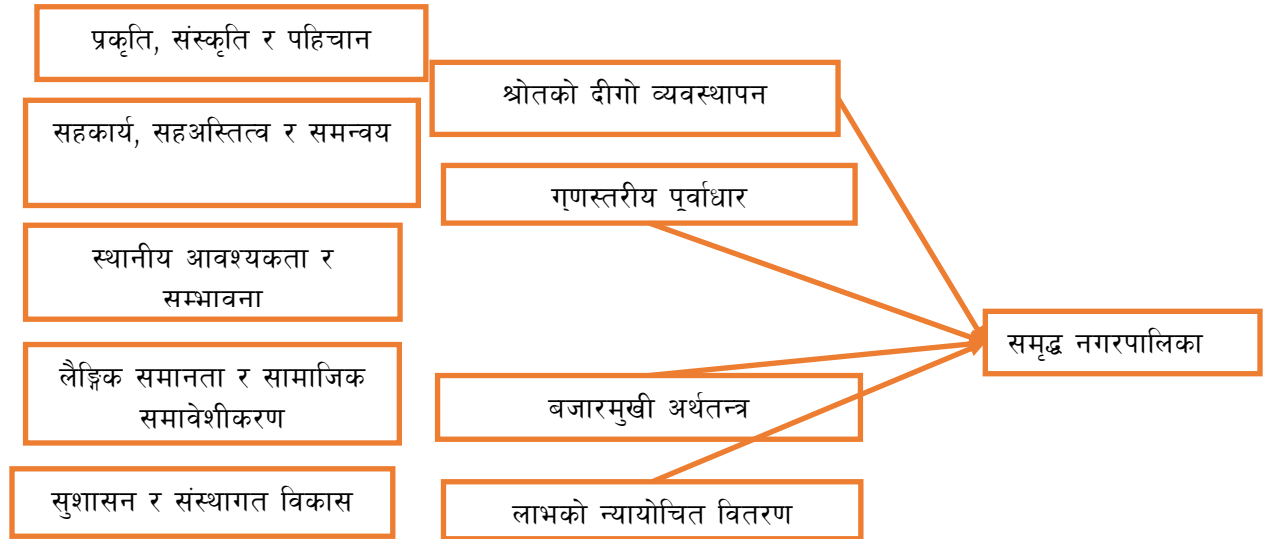 प्रकृति, संस्कृति र पहिचान
सहकार्य, सहअस्तित्व र समन्वय
स्थानीय आवश्यकता र
सम्भावना
लैङ्गिक समानता र सामाजिक
समावेशीकरण
सुशासन र संस्थागत विकास
श्रोतको दीगो व्यवस्थापन
गुणस्तरीय पूर्वाधार
बजारमुखी अर्थतन्त्र
लाभको न्यायोचित वितरण
समृद्ध नगरपालिका